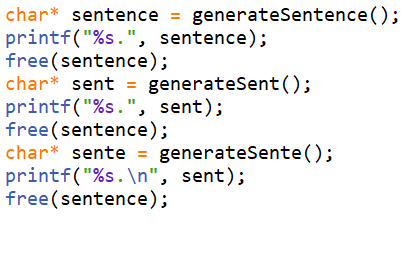 char* sentence = generateSentence();
printf("%s.", sentence);
free(sentence);
char* sent = generateSent();
printf("%s.", sent);
free(sentence);
char* sente = generateSente();
printf("%s.\n", sent);
free(sentence);